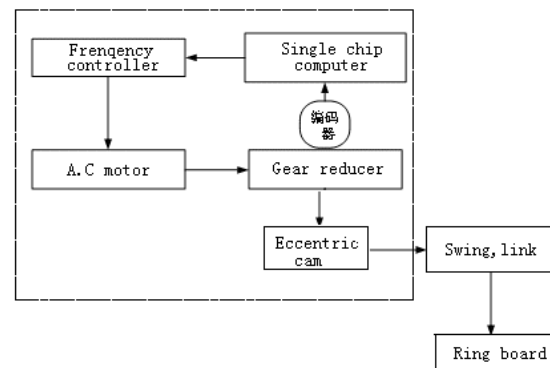 Frenqency
controller
Single chip
computer
编码
器
A.C motor
Gear reducer
Eccentric
cam
Swing,link
Ring board